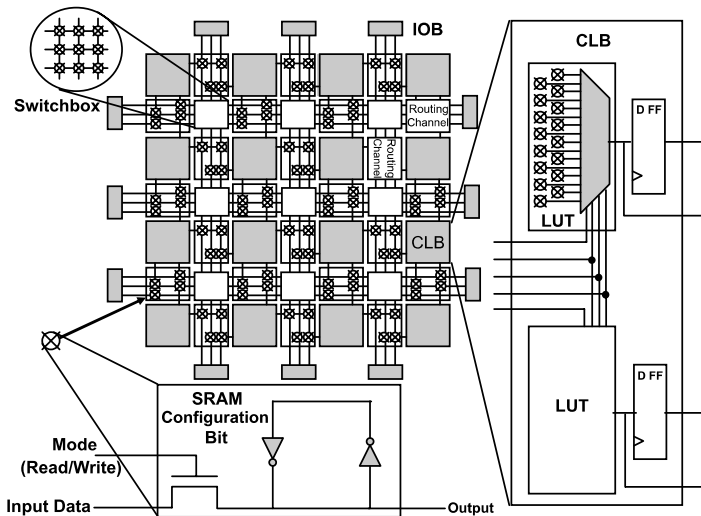 IOB
CLB
Switchbox
Routing
Channel
Routing
Channel
D FF
LUT
CLB
LUT
D FF
SRAM
Configuration
Bit
Mode
(Read/Write)
Input Data
Output